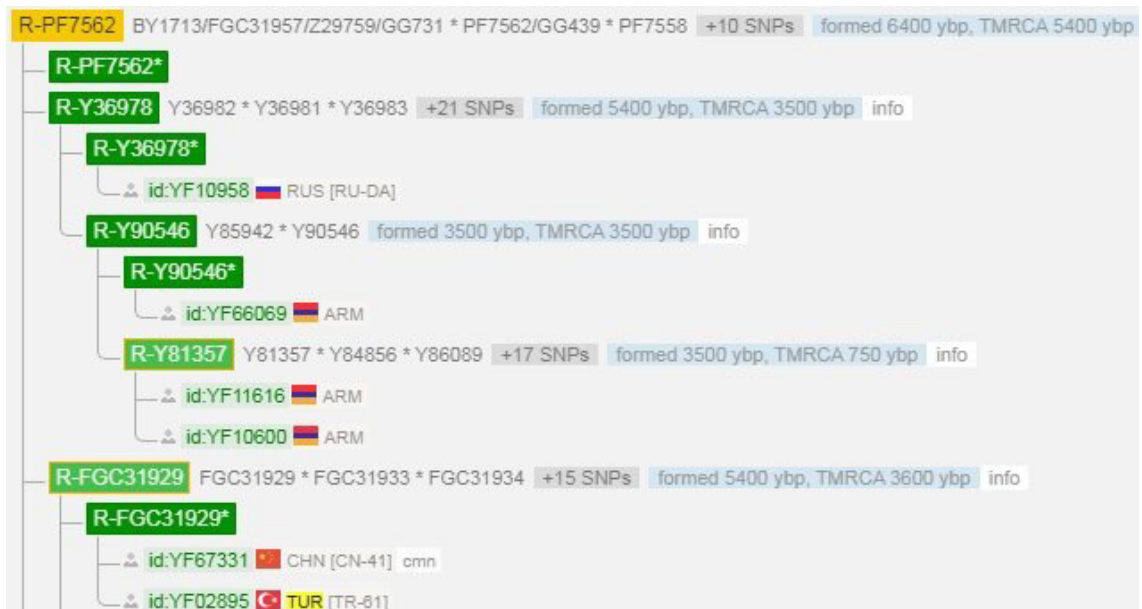 R-PF7562 BY1713/FGC31957/Z29759/GG731 * PF7562/GG439 * PF7558 +10 SNPs formed 6400 ybp, TMRCA 5400 ybp
R-PF7562*
R-Y36978 Y36982 * Y36981 * Y36983 +21 SNPs formed 5400 ybp, TMRCA 3500 ybp info
R-Y36978*
id:YF10958 RUS [RU-DA]
R-Y90546 Y85942 * Y90546 formed 3500 ybp, TMRCA 3500 ybp info
R-Y90546*
id:YF66069 ARM
R-Y81357 Y81357 * Y84856 * Y86089 +17 SNPs formed 3500 ybp, TMRCA 750 ybp info
id:YF11616 ARM
id:YF10600 ARM
R-FGC31929 FGC31929 * FGC31933 * FGC31934 +15 SNPs formed 5400 ybp, TMRCA 3600 ybp info
R-FGC31929*
id:YF67331 CHN [CN-41] cmn
id:YF02895 TUR [TR-61]